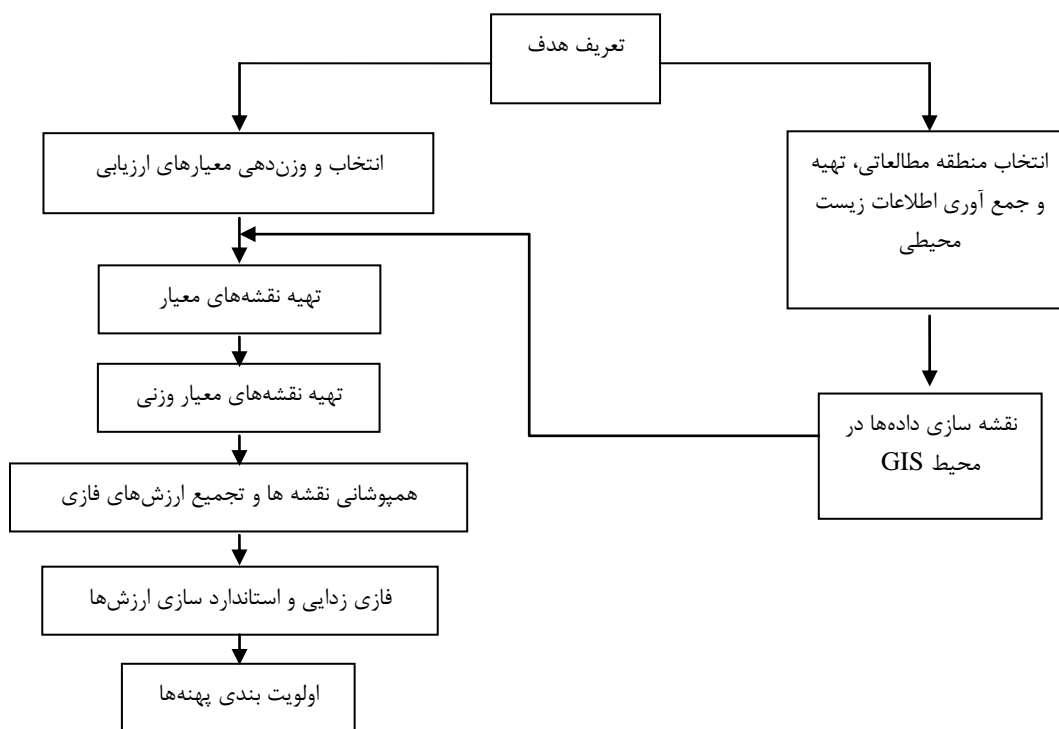 تعریف هدف
انتخاب و وزن‌دهی معیارهای ارزیابی
انتخاب منطقه مطالعاتی، تهیه
و جمع آوری اطلاعات زیست
محیطی
تهیه نقشه‌های معیار
تهیه نقشه‌های معیار وزنی
نقشه سازی داده‌ها در
محیط GIS
همپوشانی نقشه ها و تجمیع ارزش‌های فازی
فازی زدایی و استاندارد سازی ارزش‌ها
اولویت بندی پهنه‌ها